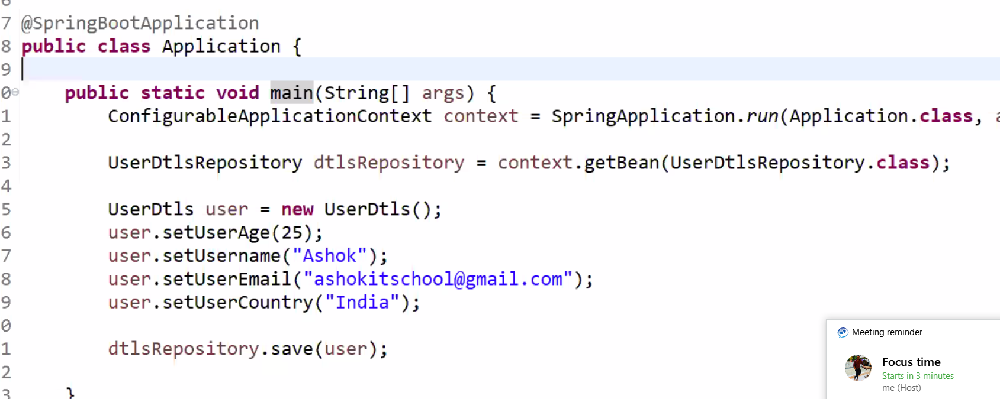 7 @SpringBootApplication
8 public class Application {
9
0 public static void main(String[] args) {
1 ConfigurableApplicationContext context = SpringApplication.run(Application.class,
2
3 UserDtlsRepository dtlsRepository = context.getBean(UserDtlsRepository.class);
4
5 UserDtls user = new UserDtls();
6 user.setUserAge(25);
7 user.setUsername("Ashok");
8 user.setUserEmail("ashokitschool@gmail.com");
9 user.setUserCountry("India");
0
1 dtlsRepository.save(user);
2
3 }
Meeting reminder
Focus time
Starts in 3 minutes
me (Host)